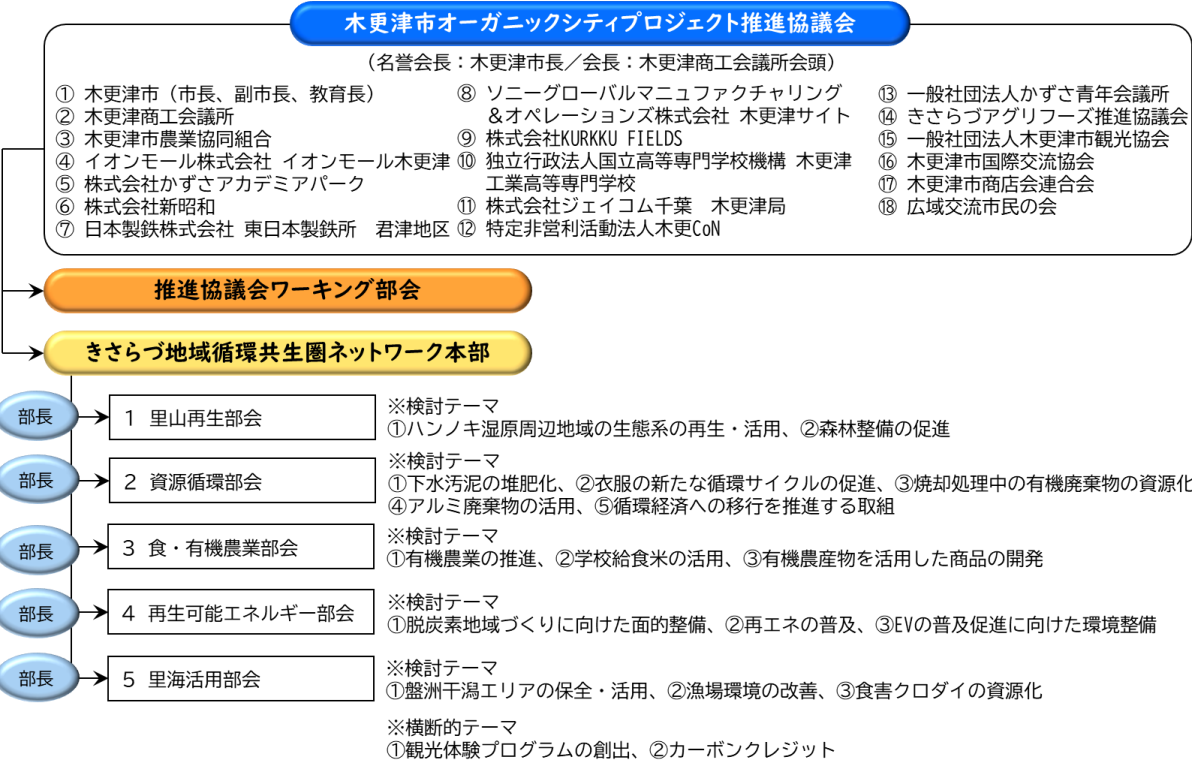 木更津市オーガニックシティプロジェクト推進協議会
（名誉会長：木更津市長／会長：木更津商工会議所会頭）
① 木更津市（市長、副市長、教育長）
② 木更津商工会議所
③ 木更津市農業協同組合
④ イオンモール株式会社 イオンモール木更津
⑤ 株式会社かずさアカデミアパーク
⑥ 株式会社新昭和
⑦ 日本製鉄株式会社 東日本製鉄所　君津地区
⑧ ソニーグローバルマニュファクチャリング
＆オペレーションズ株式会社 木更津サイト
⑨ 株式会社KURKKU FIELDS
⑩ 独立行政法人国立高等専門学校機構 木更津
工業高等専門学校
⑪ 株式会社ジェイコム千葉　木更津局
⑫ 特定非営利活動法人木更CoN
⑬ 一般社団法人かずさ青年会議所
⑭ きさらづアグリフーズ推進協議会
⑮ 一般社団法人木更津市観光協会
⑯ 木更津市国際交流協会
⑰ 木更津市商店会連合会
⑱ 広域交流市民の会
推進協議会ワーキング部会
きさらづ地域循環共生圏ネットワーク本部
部長
1 里山再生部会
※検討テーマ
①ハンノキ湿原周辺地域の生態系の再生・活用、②森林整備の促進
部長
2 資源循環部会
※検討テーマ
①下水汚泥の堆肥化、②衣服の新たな循環サイクルの促進、③焼却処理中の有機廃棄物の資源化
④アルミ廃棄物の活用、⑤循環経済への移行を推進する取組
部長
3 食・有機農業部会
※検討テーマ
①有機農業の推進、②学校給食米の活用、③有機農産物を活用した商品の開発
部長
4 再生可能エネルギー部会
※検討テーマ
①脱炭素地域づくりに向けた面的整備、②再エネの普及、③EVの普及促進に向けた環境整備
部長
5 里海活用部会
※検討テーマ
①盤洲干潟エリアの保全・活用、②漁場環境の改善、③食害クロダイの資源化
※横断的テーマ
①観光体験プログラムの創出、②カーボンクレジット